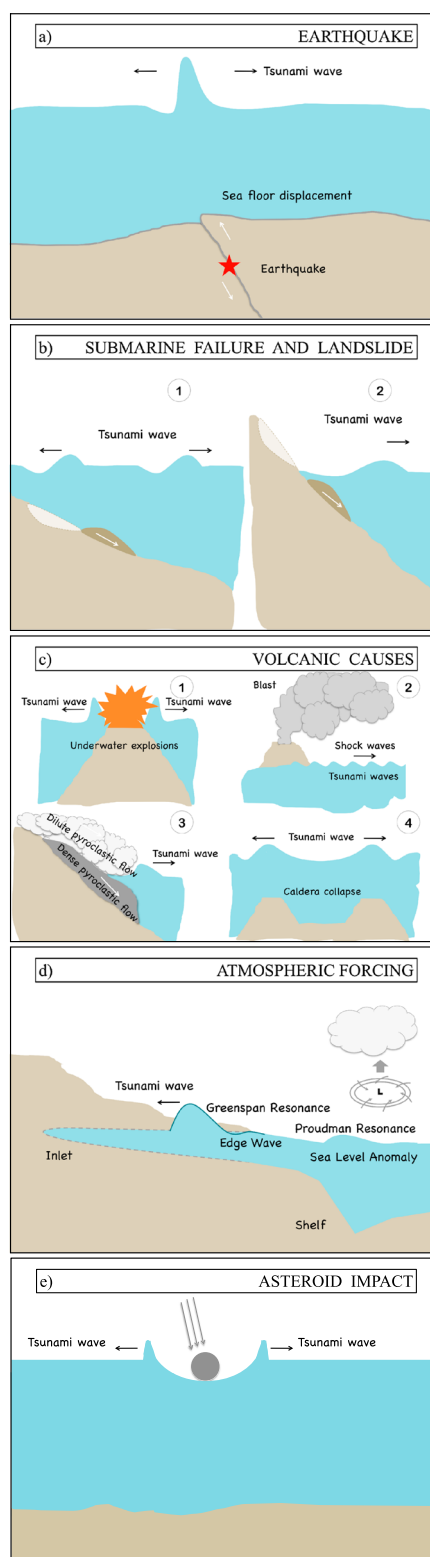 a) EARTHQUAKE
Tsunami wave
Sea floor displacement
Earthquake
b) SUBMARINE FAILURE AND LANDSLIDE
1
2
Tsunami wave
Tsunami wave
c) VOLCANIC CAUSES
1
Tsunami wave
Tsunami wave
Underwater explosions
2
Blast
Shock waves
Tsunami waves
3
Dilute pyroclastic flow
Dense pyroclastic flow
Tsunami wave
4
Tsunami wave
Caldera collapse
d) ATMOSPHERIC FORCING
L
Tsunami wave
Greenspan Resonance
Edge Wave
Proudman Resonance
Sea Level Anomaly
Inlet
Shelf
e) ASTEROID IMPACT
Tsunami wave
Tsunami wave